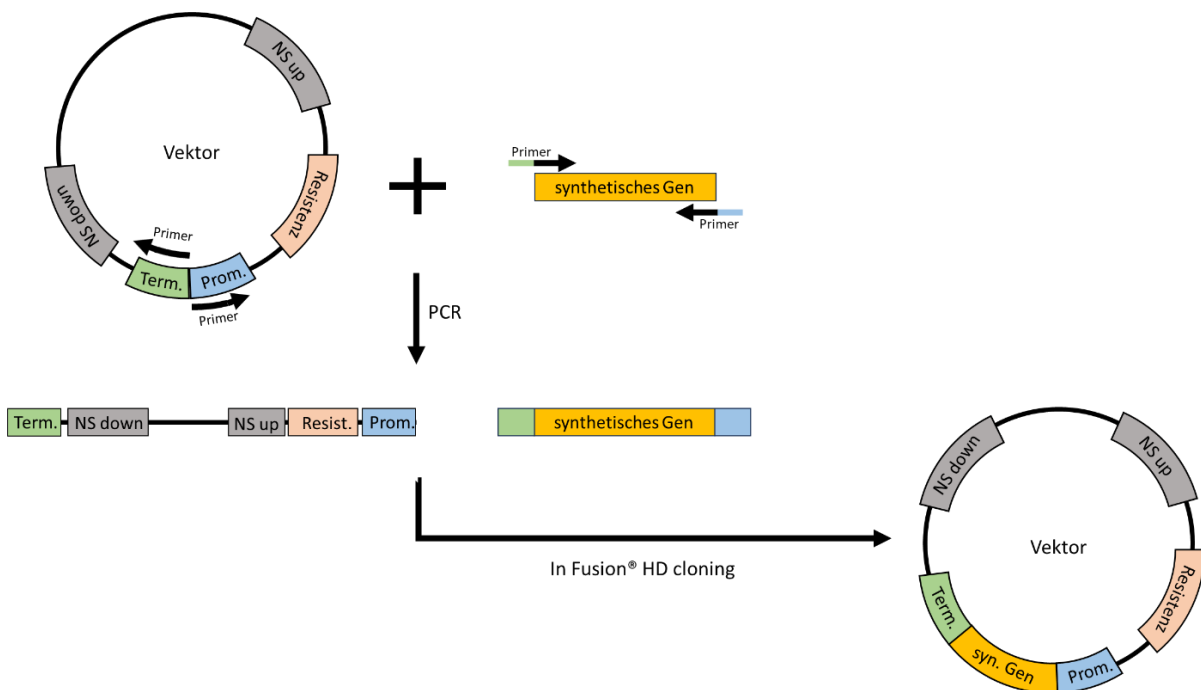 NS up
Vektor
Resistenz
NS down
Primer
Term.
Prom.
Primer
Primer
synthetisches Gen
Primer
PCR
Term.
NS down
NS up
Resist.
Prom.
synthetisches Gen
In Fusion® HD cloning
NS down
NS up
Vektor
Resistenz
Term.
syn. Gen
Prom.